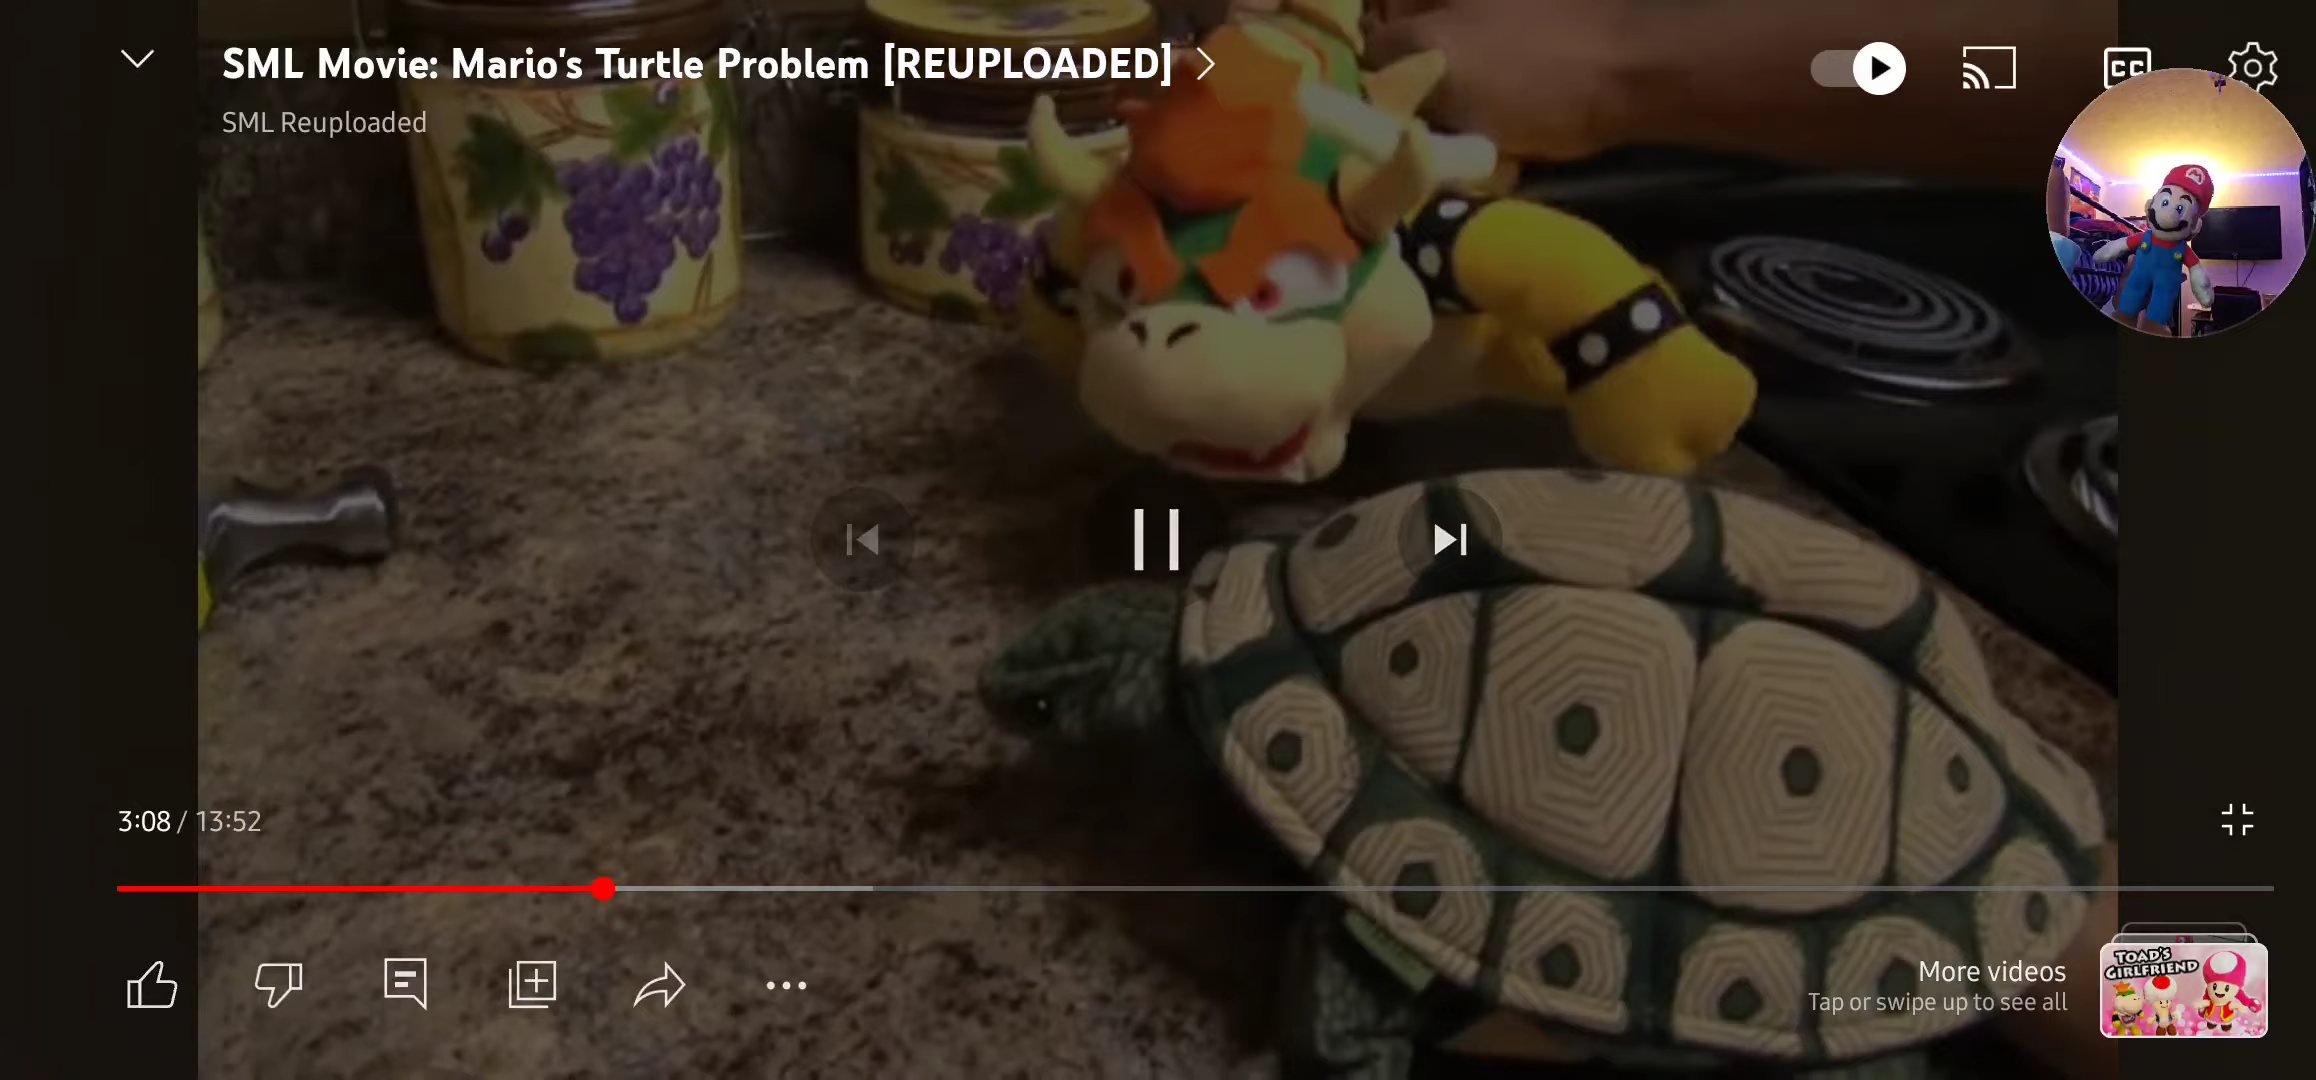 SML Movie: Mario's Turtle Problem [REUPLOADED]
SML Reuploaded
CC
M
3:08 / 13:52
More videos
Tap or swipe up to see all
TOAD'S
GIRLFRIEND